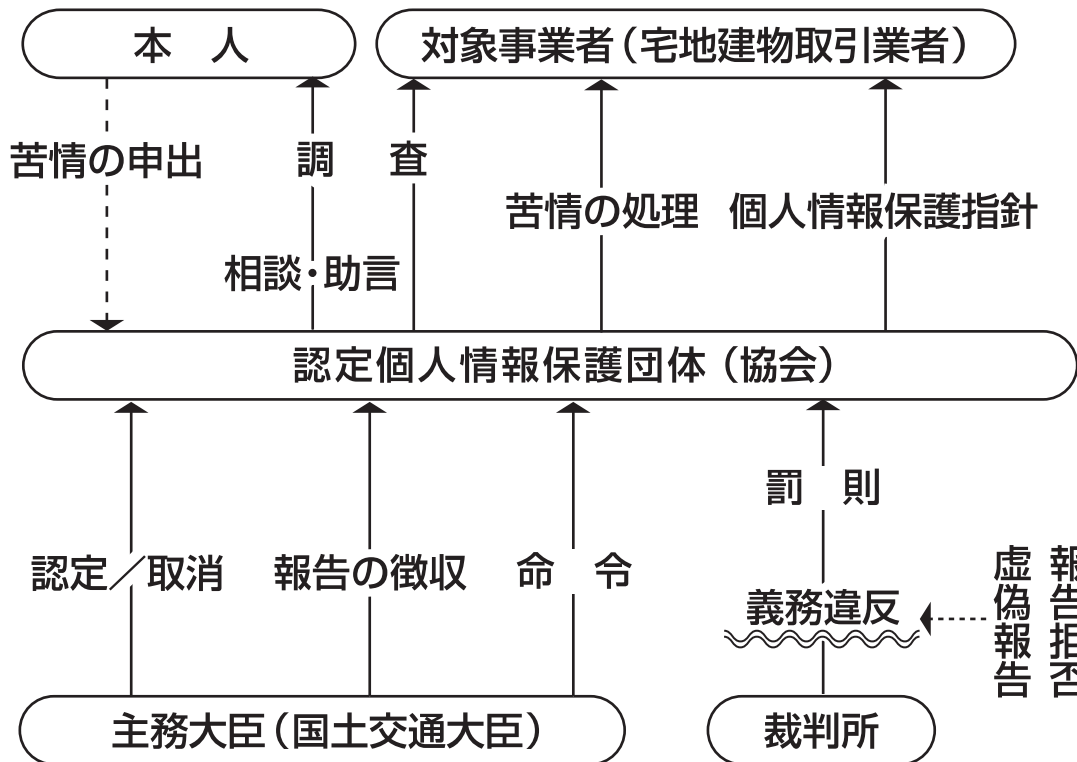 本 人
対象事業者（宅地建物取引業者）
苦情の申出
調 査
苦情の処理
個人情報保護指針
相談・助言
認定個人情報保護団体（協会）
罰 則
認定／取消
報告の徴収
命 令
義務違反
報告拒否
虚偽報告
主務大臣（国土交通大臣）
裁判所